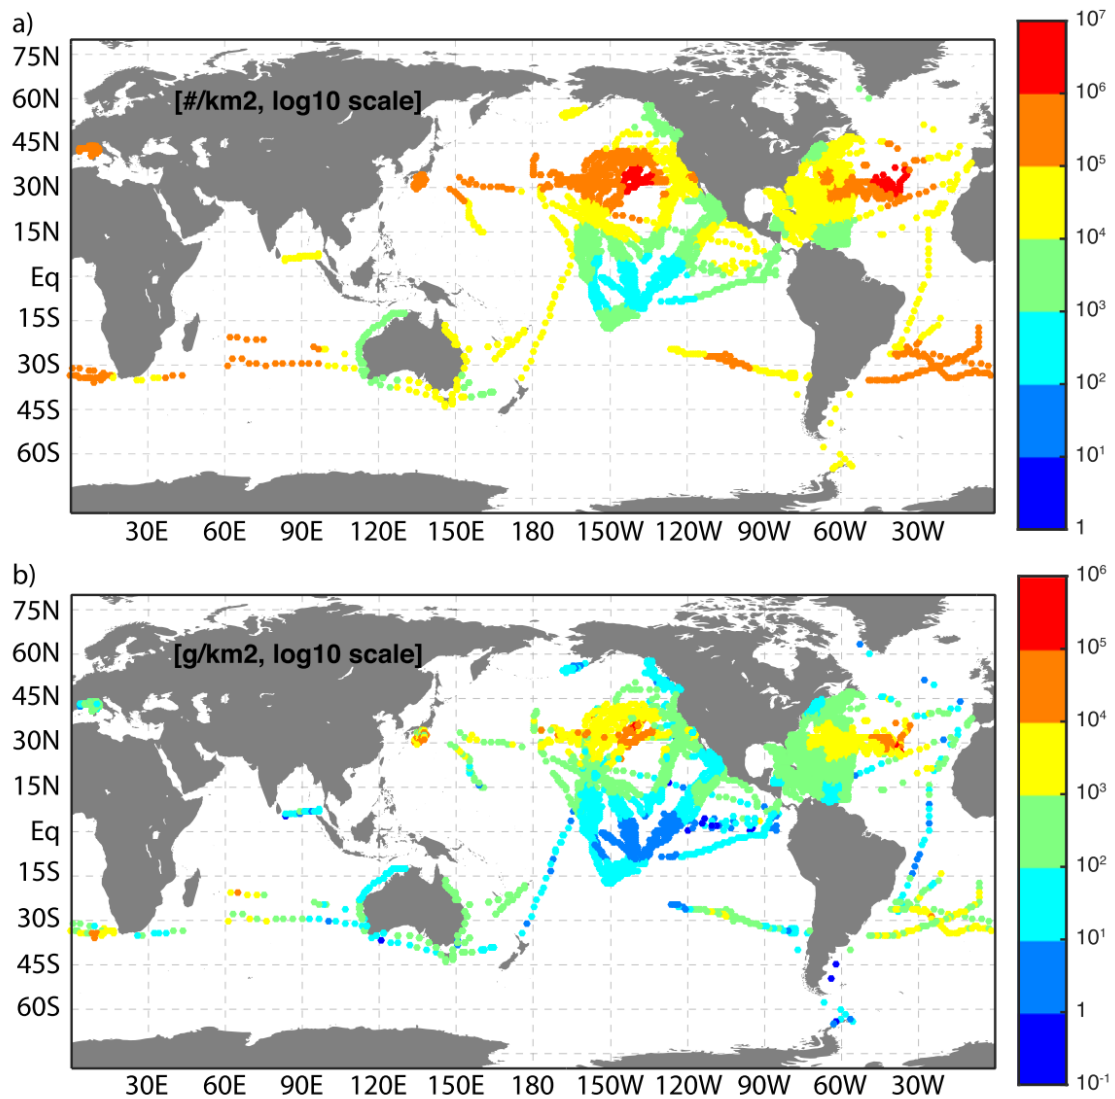 a)
[#/km2, log10 scale]
75N
60N
45N
30N
15N
Eq
15S
30S
45S
60S
30E 60E 90E 120E 150E 180 150W 120W 90W 60W 30W
10⁷
10⁶
10⁵
10⁴
10³
10²
10¹
1
b)
[g/km2, log10 scale]
75N
60N
45N
30N
15N
Eq
15S
30S
45S
60S
30E 60E 90E 120E 150E 180 150W 120W 90W 60W 30W
10⁶
10⁵
10⁴
10³
10²
10¹
1
10⁻¹